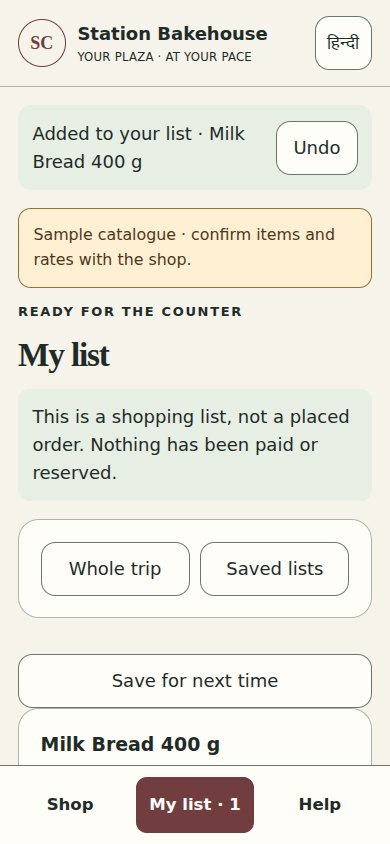 SC
Station Bakehouse
YOUR PLAZA · AT YOUR PACE
हिन्दी
Added to your list · Milk
Bread 400 g
Undo
Sample catalogue · confirm items and
rates with the shop.
READY FOR THE COUNTER
My list
This is a shopping list, not a placed
order. Nothing has been paid or
reserved.
Whole trip
Saved lists
Save for next time
Milk Bread 400 g
Shop
My list · 1
Help